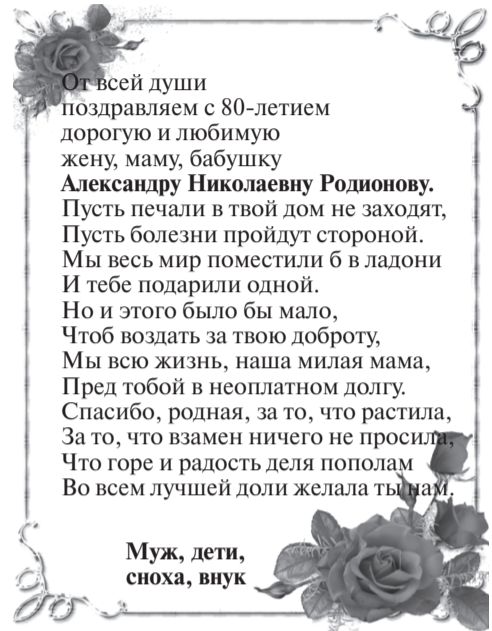 От всей души
поздравляем с 80-летием
дорогую и любимую
жену, маму, бабушку
Александру Николаевну Родионову.
Пусть печали в твой дом не заходят,
Пусть болезни пройдут стороной.
Мы весь мир поместили б в ладони
И тебе подарили одной.
Но и этого было бы мало,
Чтоб воздать за твою доброту,
Мы всю жизнь, наша милая мама,
Пред тобой в неоплатном долгу.
Спасибо, родная, за то, что растила,
За то, что взамен ничего не просила,
Что горе и радость деля пополам
Во всем лучшей доли желала ты нам.
Муж, дети,
сноха, внук